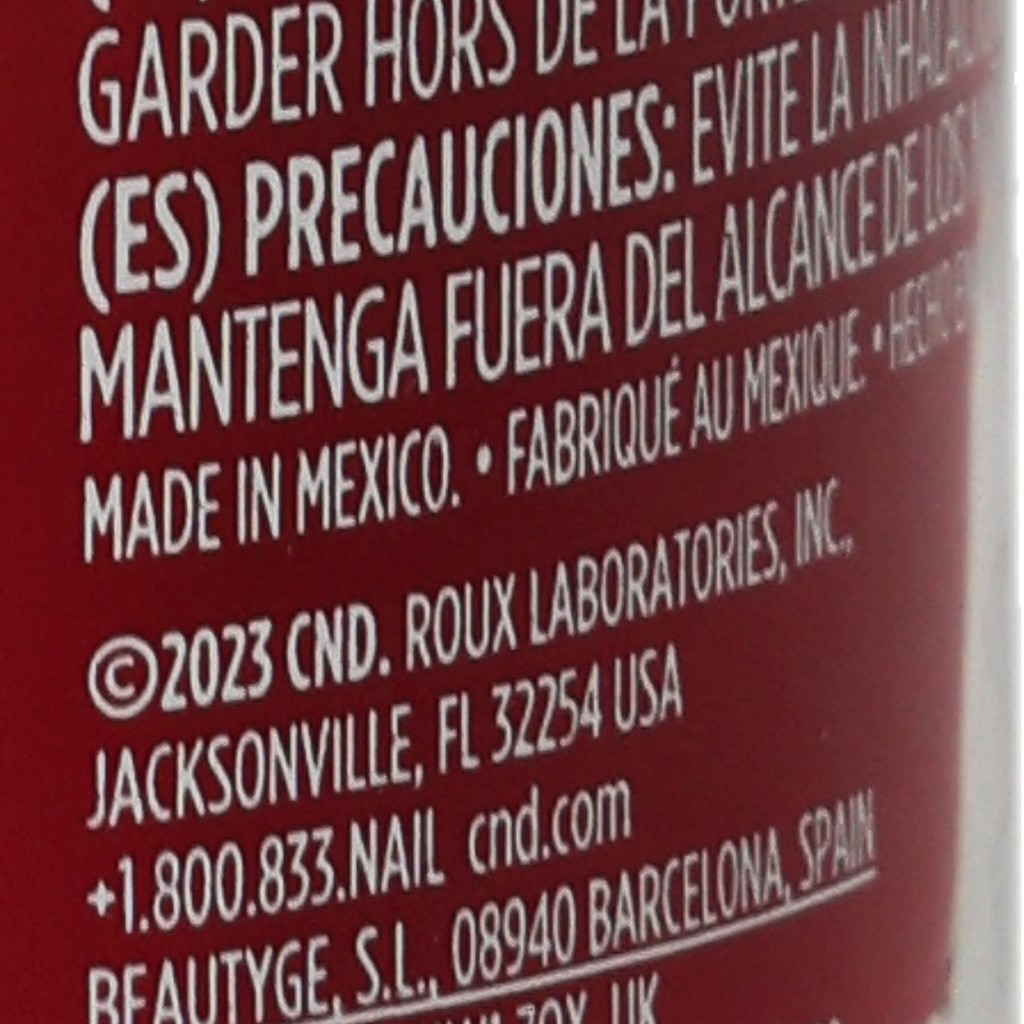 GARDER HORS DE LA
(ES) PRECAUCIONES: EVITE LA
MANTENGA FUERA DEL ALCANCE DE LOS
MADE IN MEXICO. • FABRIQUÉ AU MEXIQUE. •
©2023 CND. ROUX LABORATORIES, INC.,
JACKSONVILLE, FL 32254 USA
+1.800.833.NAIL cnd.com
BEAUTYGE, S.L., 08940 BARCELONA, SPAIN
UK